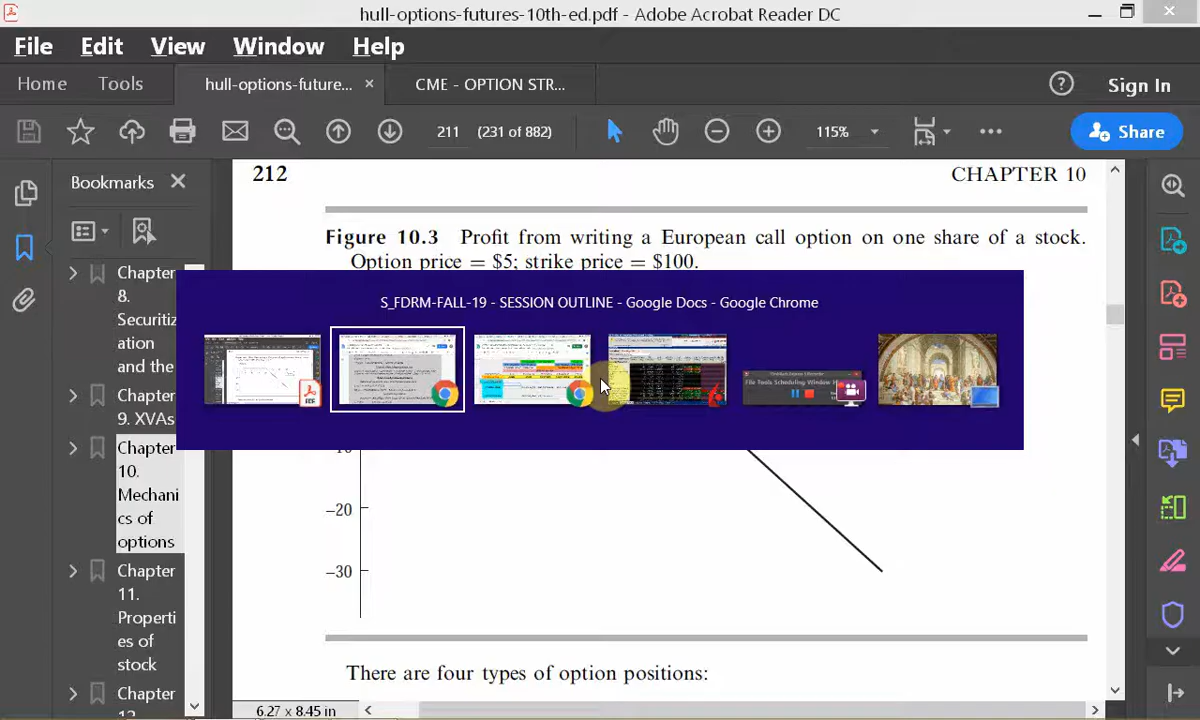 hull-options-futures-10th-ed.pdf - Adobe Acrobat Reader DC
File Edit View Window Help
Home Tools hull-options-future... × CME - OPTION STR... Sign In
211 (231 of 882) 115% Share
Bookmarks
Chapter
8.
Securitiz
ation
and the
Chapter
9. XVAs
Chapter
10.
Mechani
cs of
options
Chapter
11.
Properti
es of
stock
Chapter
212 CHAPTER 10
Figure 10.3 Profit from writing a European call option on one share of a stock.
Option price = $5; strike price = $100.
S_FDRM-FALL-19 - SESSION OUTLINE - Google Docs - Google Chrome
File Tools Scheduling Window
−20
−30
There are four types of option positions:
6.27 x 8.45 in